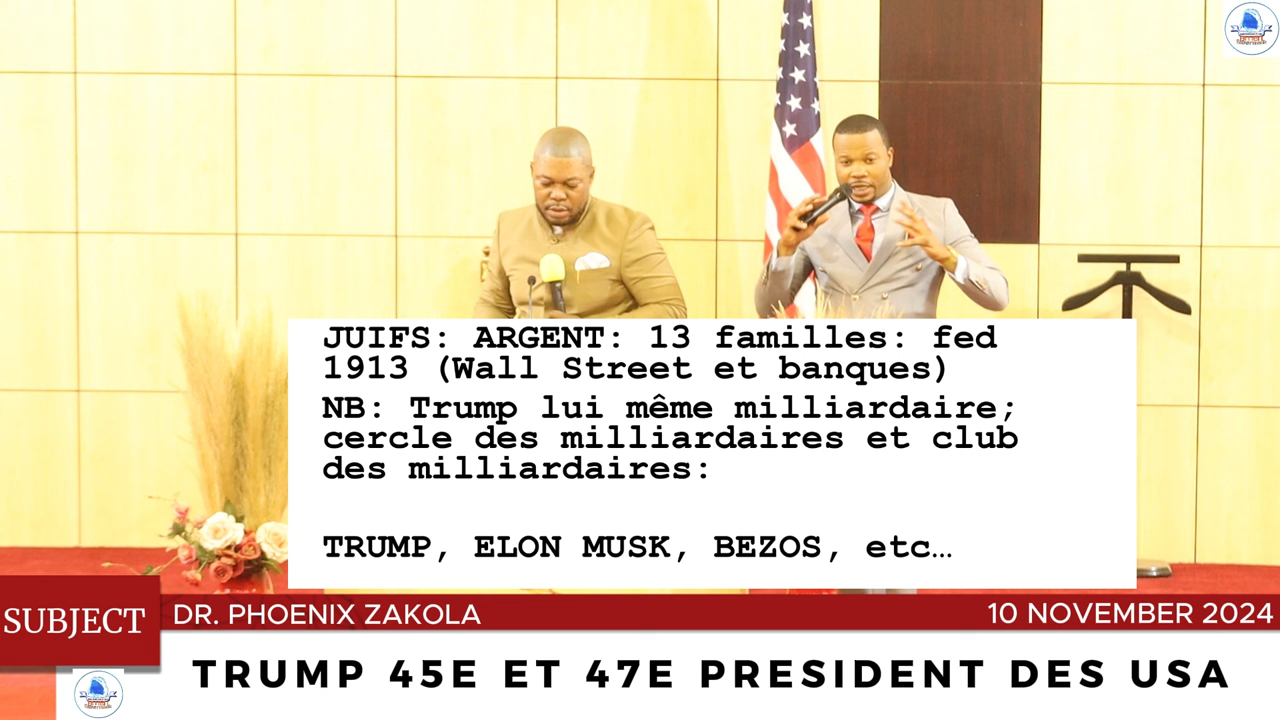 JUIFS: ARGENT: 13 familles: fed
1913 (Wall Street et banques)
NB: Trump lui même milliardaire;
cercle des milliardaires et club
des milliardaires:
TRUMP, ELON MUSK, BEZOS, etc…
SUBJECT
DR. PHOENIX ZAKOLA
10 NOVEMBER 2024
TRUMP 45E ET 47E PRESIDENT DES USA